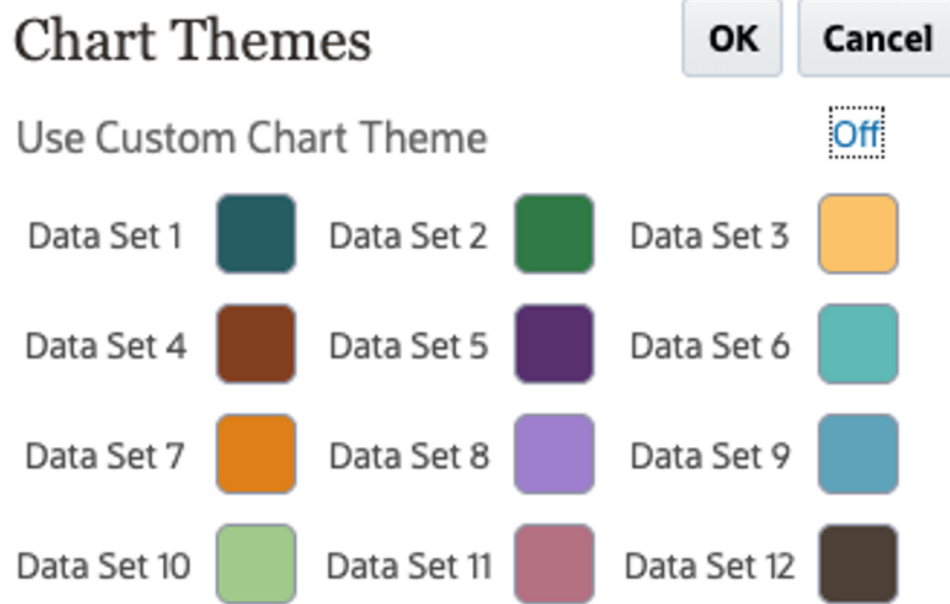 Chart Themes OK Cancel
Use Custom Chart Theme Off
Data Set 1 Data Set 2 Data Set 3
Data Set 4 Data Set 5 Data Set 6
Data Set 7 Data Set 8 Data Set 9
Data Set 10 Data Set 11 Data Set 12